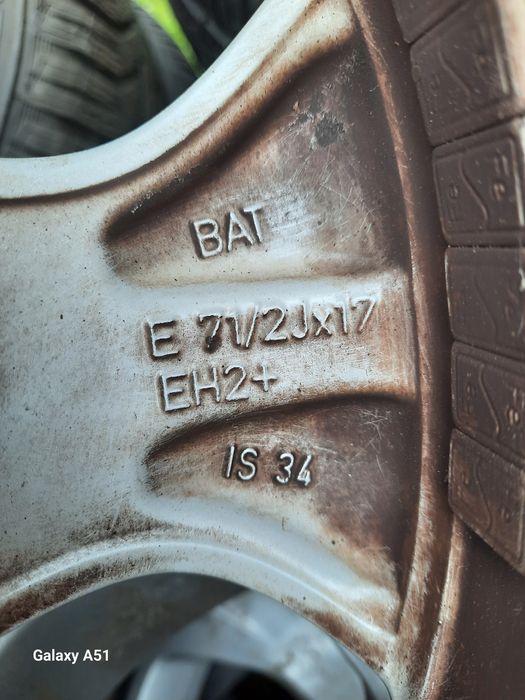 BAT
E 71/2Jx17
EH2+
IS 34
Galaxy A51